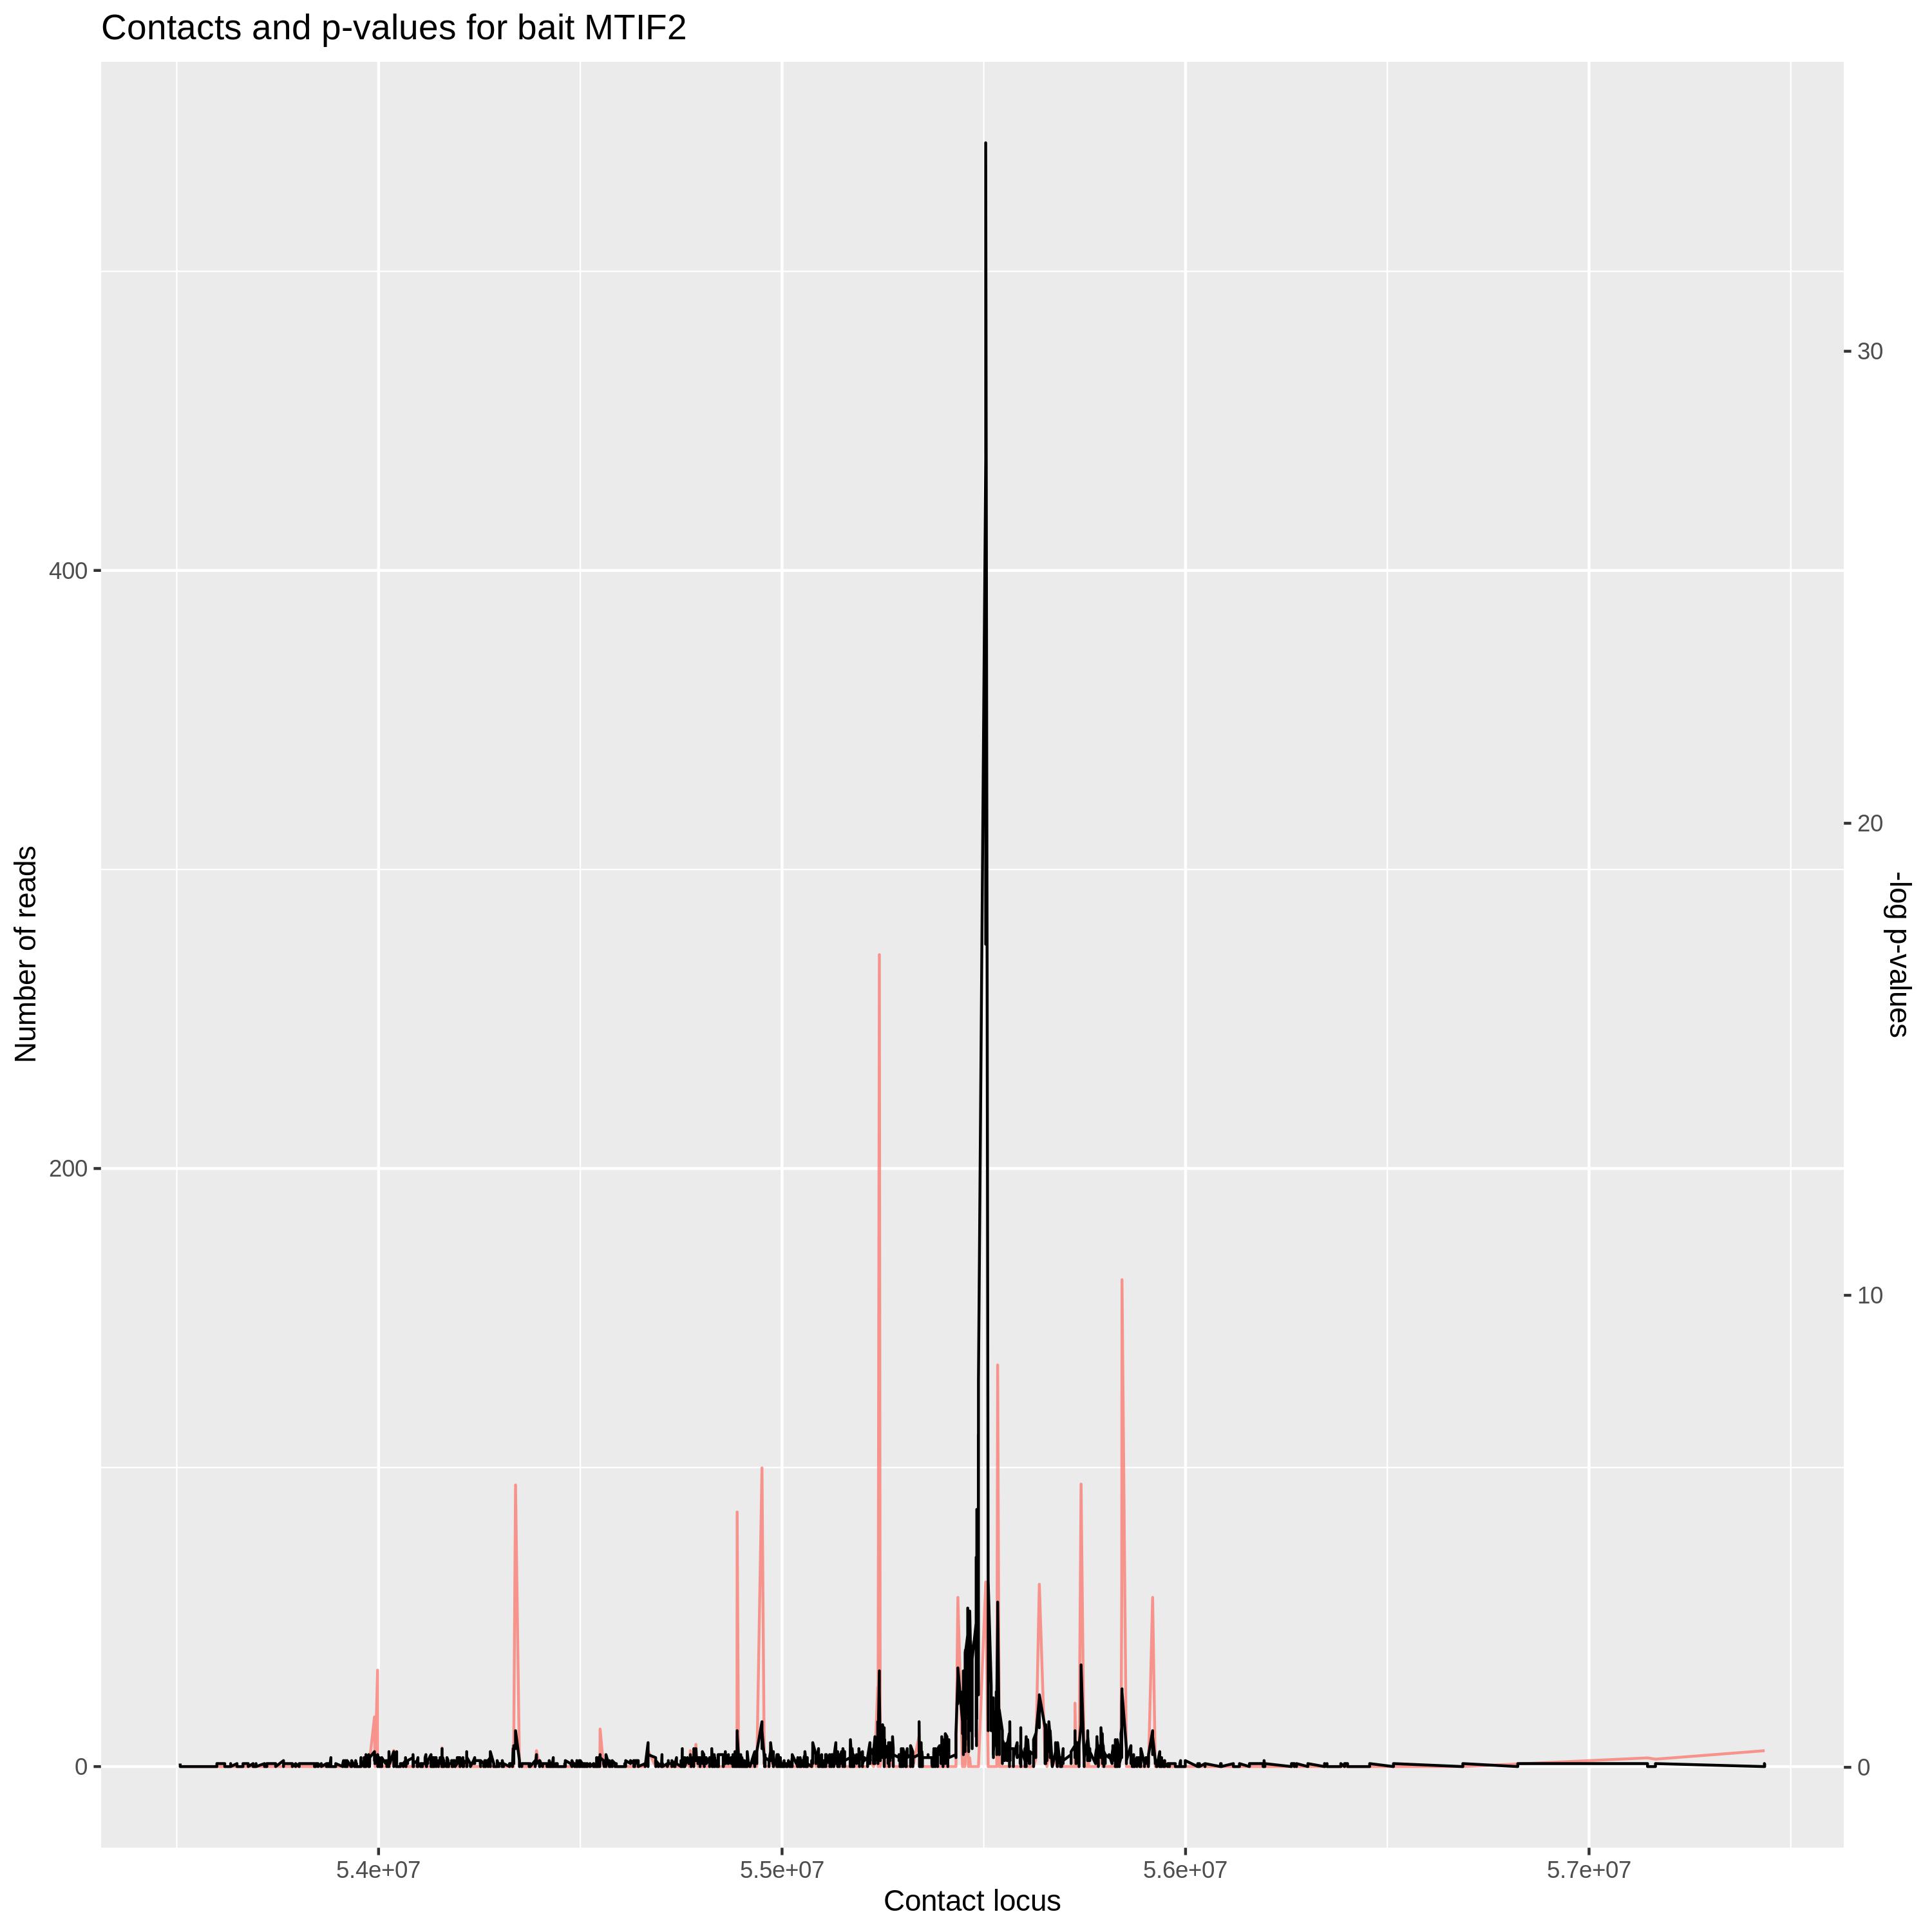 Contacts and p-values for bait MTIF2
Number of reads
400
200
0
30
20
10
0
-log p-values
5.4e+07
5.5e+07
5.6e+07
5.7e+07
Contact locus